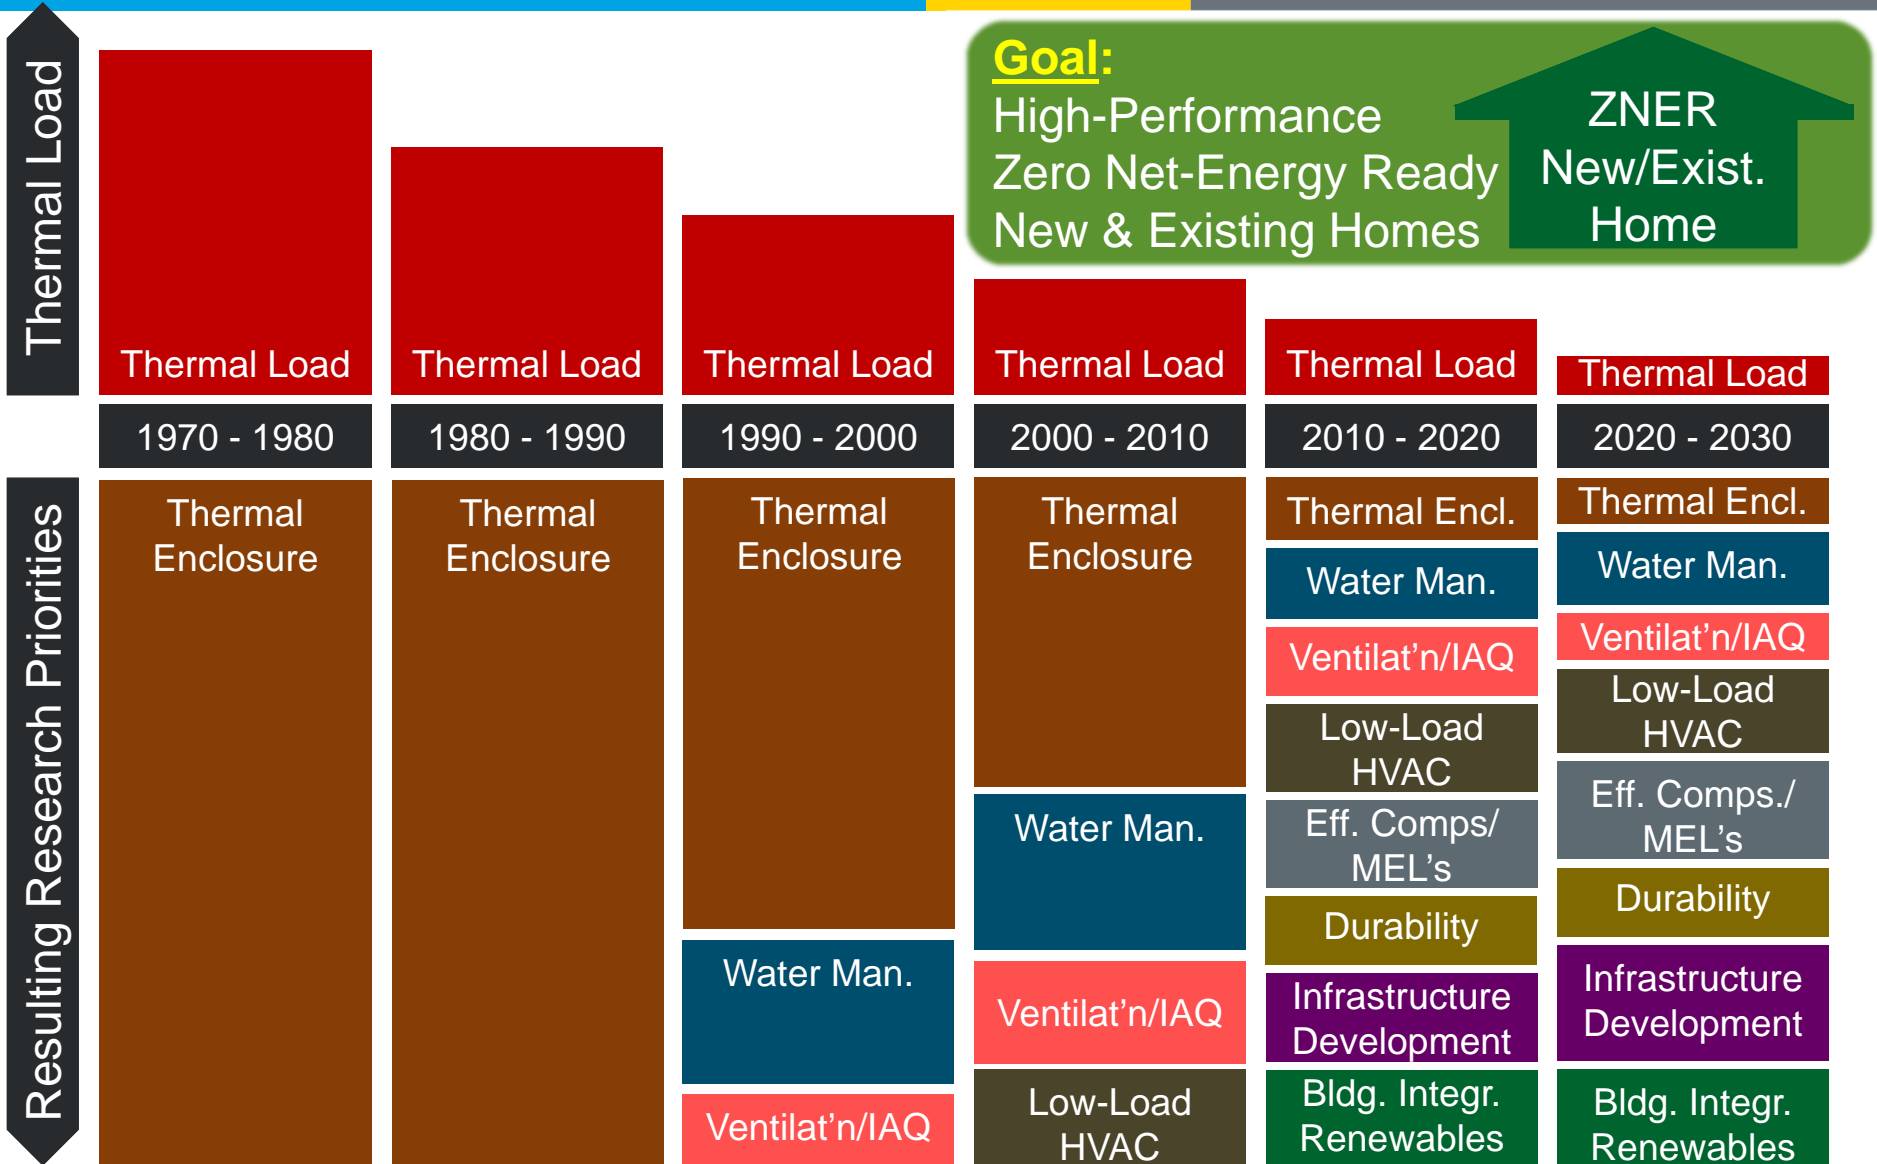 Thermal Load
Goal:
High-Performance
Zero Net-Energy Ready
New & Existing Homes
ZNER
New/Exist.
Home
Thermal Load
Thermal Load
Thermal Load
Thermal Load
Thermal Load
Thermal Load
1970 - 1980
1980 - 1990
1990 - 2000
2000 - 2010
2010 - 2020
2020 - 2030
Resulting Research Priorities
Thermal
Enclosure
Thermal
Enclosure
Thermal
Enclosure
Water Man.
Ventilat’n/IAQ
Thermal
Enclosure
Water Man.
Ventilat’n/IAQ
Low-Load
HVAC
Thermal Encl.
Water Man.
Ventilat’n/IAQ
Low-Load
HVAC
Eff. Comps/
MEL’s
Durability
Infrastructure
Development
Bldg. Integr.
Renewables
Thermal Encl.
Water Man.
Ventilat’n/IAQ
Low-Load
HVAC
Eff. Comps./
MEL’s
Durability
Infrastructure
Development
Bldg. Integr.
Renewables